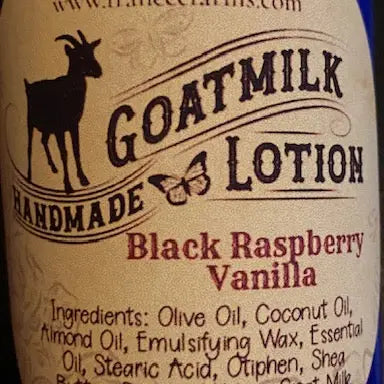 GOATMILK
LOTION
HANDMADE
Black Raspberry
Vanilla
Ingredients: Olive Oil, Coconut Oil,
Almond Oil, Emulsifying Wax, Essential
Oil, Stearic Acid, Otiphen, Shea
Milk